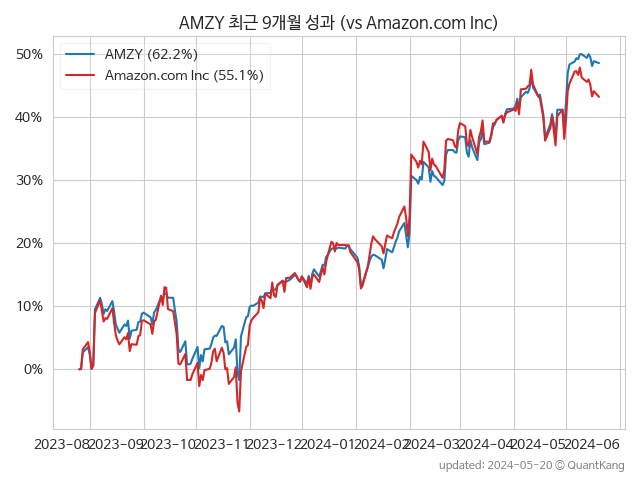 AMZY 최근 9개월 성과 (vs Amazon.com Inc)
AMZY (62.2%)
Amazon.com Inc (55.1%)
50%
40%
30%
20%
10%
0%
2023-08 2023-09 2023-10 2023-11 2023-12 2024-01 2024-02 2024-03 2024-04 2024-05 2024-06
updated: 2024-05-20 © QuantKang